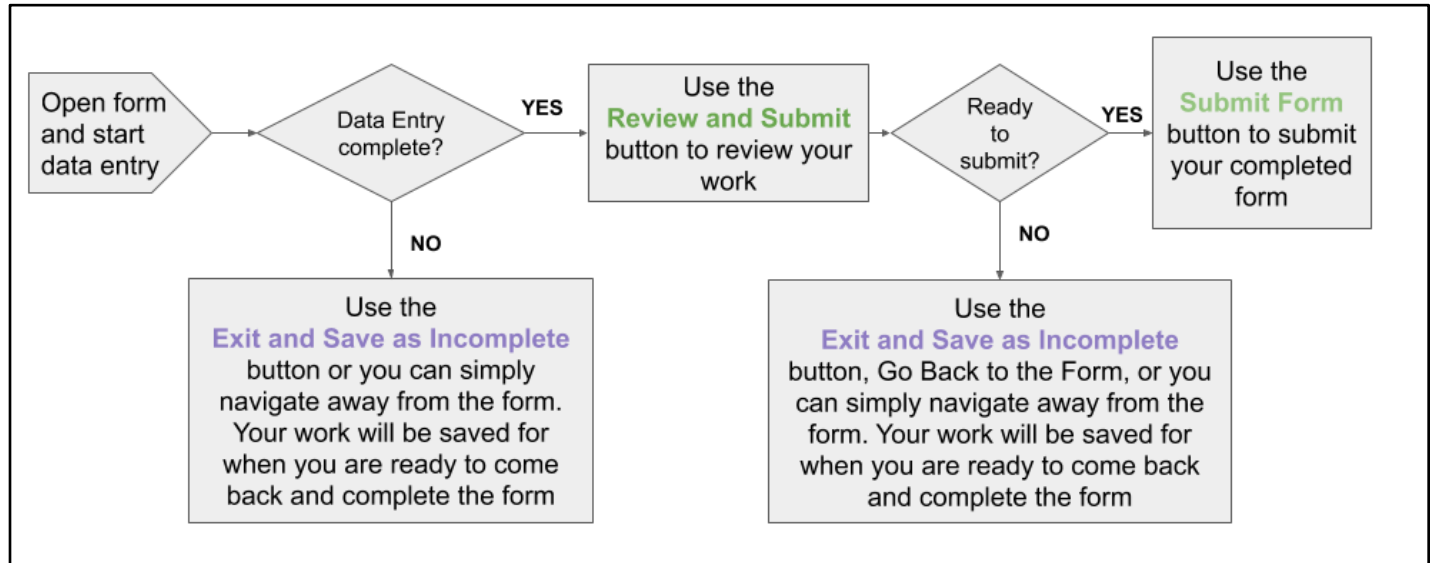 Open form
and start
data entry
Data Entry
complete?
YES
Use the
Review and Submit
button to review your
work
Ready
to
submit?
YES
Use the
Submit Form
button to submit
your completed
form
NO
Use the
Exit and Save as Incomplete
button or you can simply
navigate away from the form.
Your work will be saved for
when you are ready to come
back and complete the form
NO
Use the
Exit and Save as Incomplete
button, Go Back to the Form, or you
can simply navigate away from the
form. Your work will be saved for
when you are ready to come back
and complete the form